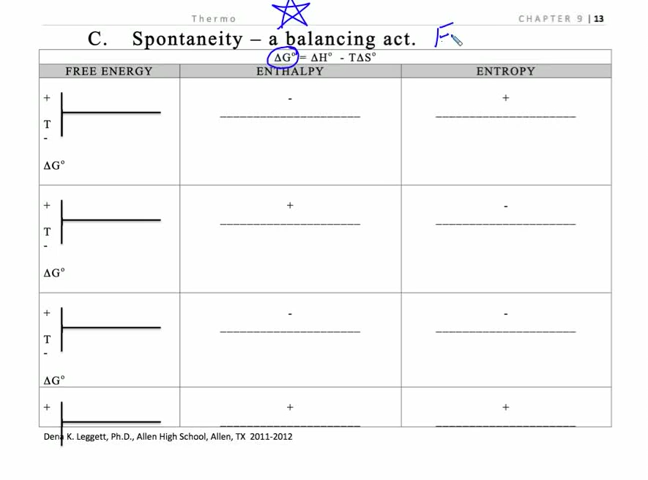 Thermo CHAPTER 9 | 13
C. Spontaneity – a balancing act. F
ΔG° = ΔH° - TΔS°
FREE ENERGY ENTHALPY ENTROPY
+ - +
T
-
ΔG°
+ + -
T
-
ΔG°
+ - -
T
-
ΔG°
+ + +
Dena K. Leggett, Ph.D., Allen High School, Allen, TX 2011-2012